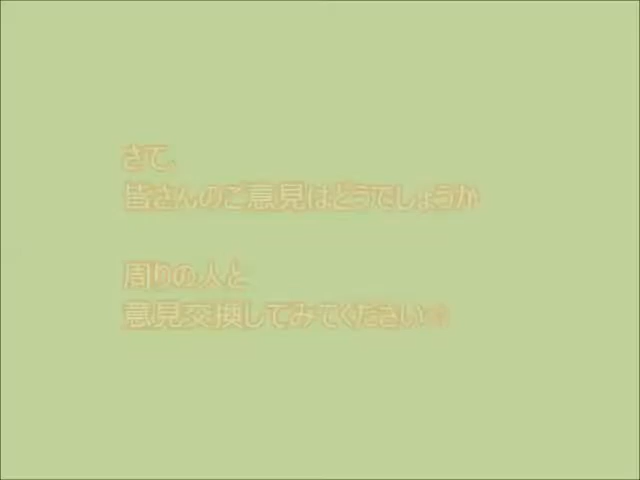 さて、
皆さんのご意見はどうでしょうか
周りの人と
意見交換してみてください